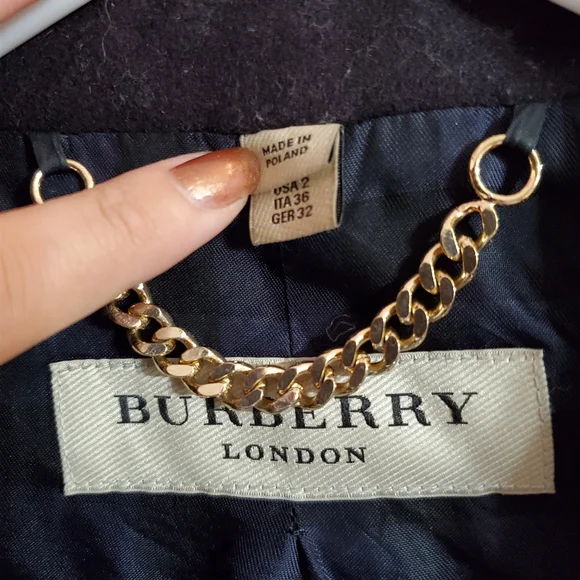 MADE IN
POLAND
USA 2
ITA 36
GER 32
BURBERRY
LONDON